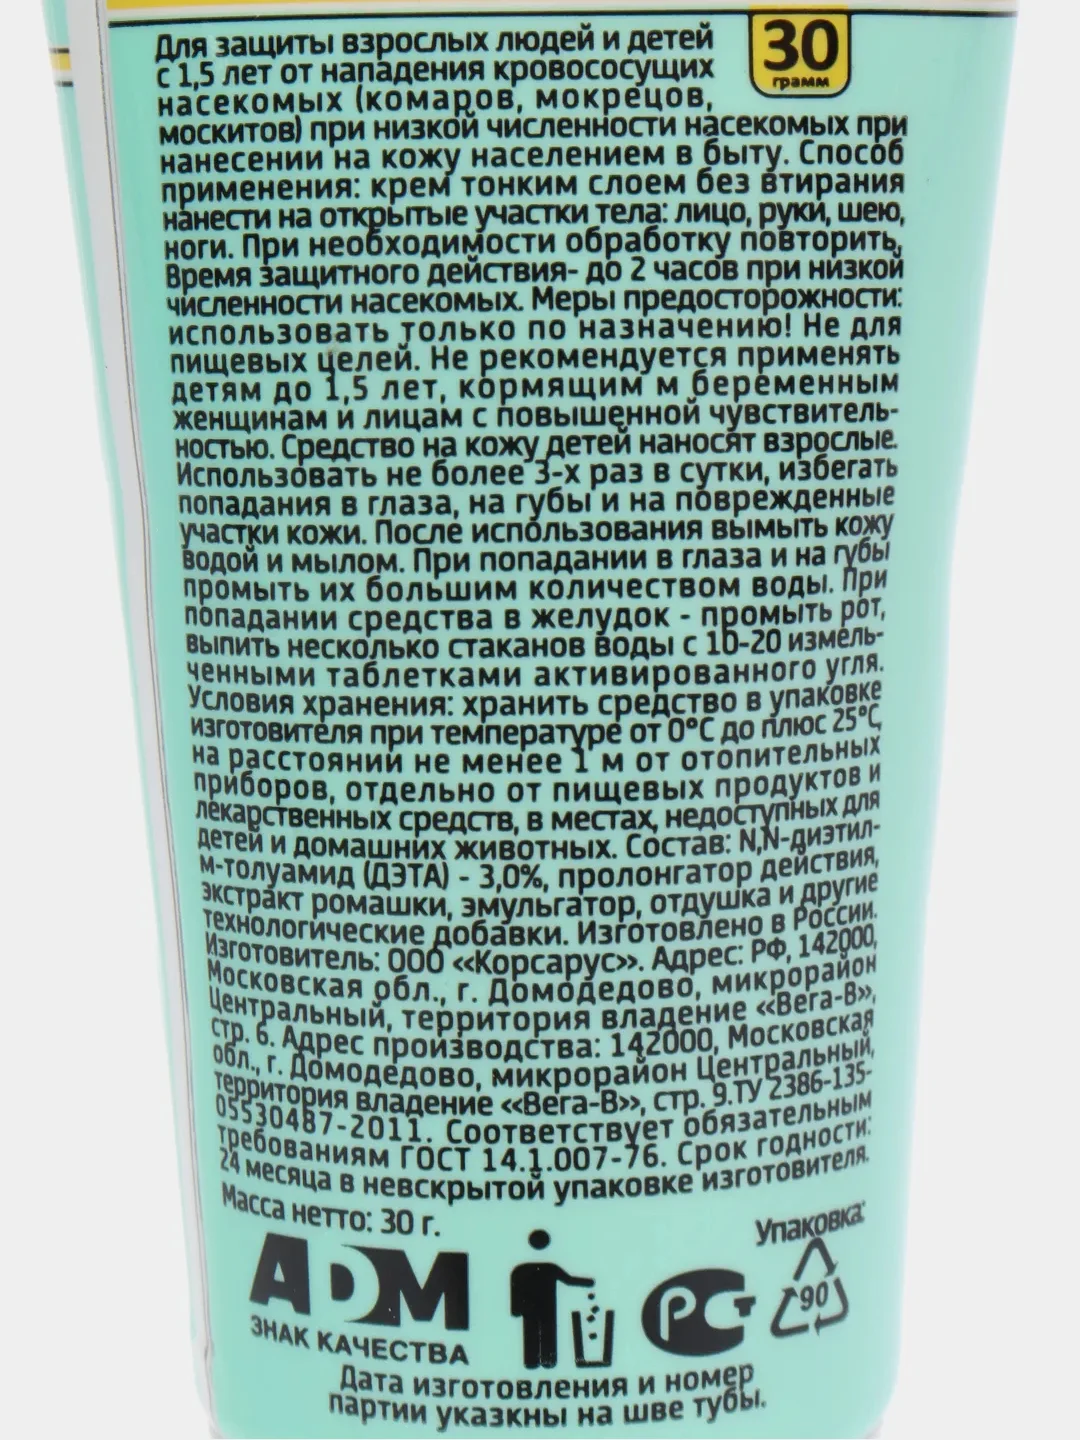 Для защиты взрослых людей и детей
с 1,5 лет от нападения кровососущих
насекомых (комаров, мокрецов,
москитов) при низкой численности насекомых при
нанесении на кожу населением в быту. Способ
применения: крем тонким слоем без втирания
нанести на открытые участки тела: лицо, руки, шею,
ноги. При необходимости обработку повторить.
Время защитного действия- до 2 часов при низкой
численности насекомых. Меры предосторожности:
использовать только по назначению! Не для
пищевых целей. Не рекомендуется применять
детям до 1,5 лет, кормящим м беременным
женщинам и лицам с повышенной чувствитель-
ностью. Средство на кожу детей наносят взрослые.
Использовать не более 3-х раз в сутки, избегать
попадания в глаза, на губы и на поврежденные
участки кожи. После использования вымыть кожу
водой и мылом. При попадании в глаза и на губы
промыть их большим количеством воды. При
попадании средства в желудок - промыть рот,
выпить несколько стаканов воды с 10-20 измель-
ченными таблетками активированного угля.
Условия хранения: хранить средство в упаковке
изготовителя при температуре от 0°С до плюс 25°С,
на расстоянии не менее 1 м от отопительных
приборов, отдельно от пищевых продуктов и
лекарственных средств, в местах, недоступных для
детей и домашних животных. Состав: N,N-диэтил-
м-толуамид (ДЭТА) - 3,0%, пролонгатор действия,
экстракт ромашки, эмульгатор, отдушка и другие
технологические добавки. Изготовлено в России.
Изготовитель: ООО «Корсарус». Адрес: РФ, 142000,
Московская обл., г. Домодедово, микрорайон
Центральный, территория владение «Вега-В»,
стр. 6. Адрес производства: 142000, Московская
обл., г. Домодедово, микрорайон Центральный,
территория владение «Вега-В», стр. 9.ТУ 2386-135-
05530487-2011. Соответствует обязательным
требованиям ГОСТ 14.1.007-76. Срок годности:
24 месяца в невскрытой упаковке изготовителя.
Масса нетто: 30 г.
30
грамм
ADM
ЗНАК КАЧЕСТВА
РСТ
Упаковка:
90
Дата изготовления и номер
партии указкны на шве тубы.